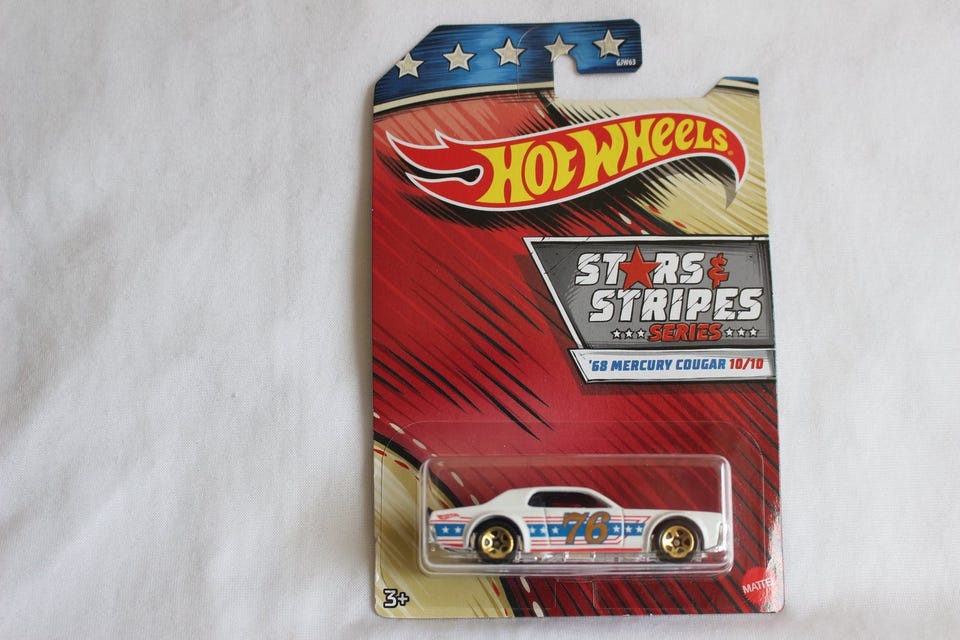 GJW63
HOT WHEELS
STARS &
STRIPES
SERIES
'68 MERCURY COUGAR 10/10
76
3+
MATTEL